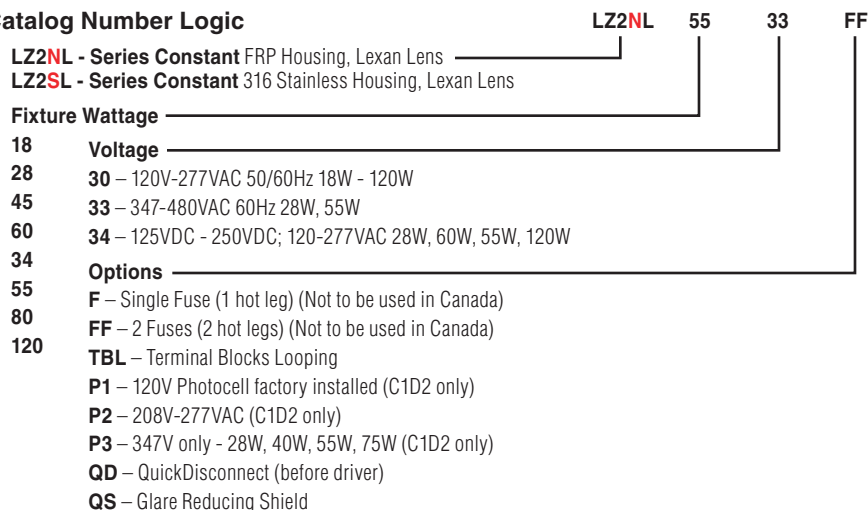 Catalog Number Logic
LZ2NL 55 33 FF
LZ2NL - Series Constant FRP Housing, Lexan Lens
LZ2SL - Series Constant 316 Stainless Housing, Lexan Lens
Fixture Wattage
18
28
45
60
34
55
80
120
Voltage
30 – 120V-277VAC 50/60Hz 18W - 120W
33 – 347-480VAC 60Hz 28W, 55W
34 – 125VDC - 250VDC; 120-277VAC 28W, 60W, 55W, 120W
Options
F – Single Fuse (1 hot leg) (Not to be used in Canada)
FF – 2 Fuses (2 hot legs) (Not to be used in Canada)
TBL – Terminal Blocks Looping
P1 – 120V Photocell factory installed (C1D2 only)
P2 – 208V-277VAC (C1D2 only)
P3 – 347V only - 28W, 40W, 55W, 75W (C1D2 only)
QD – QuickDisconnect (before driver)
QS – Glare Reducing Shield